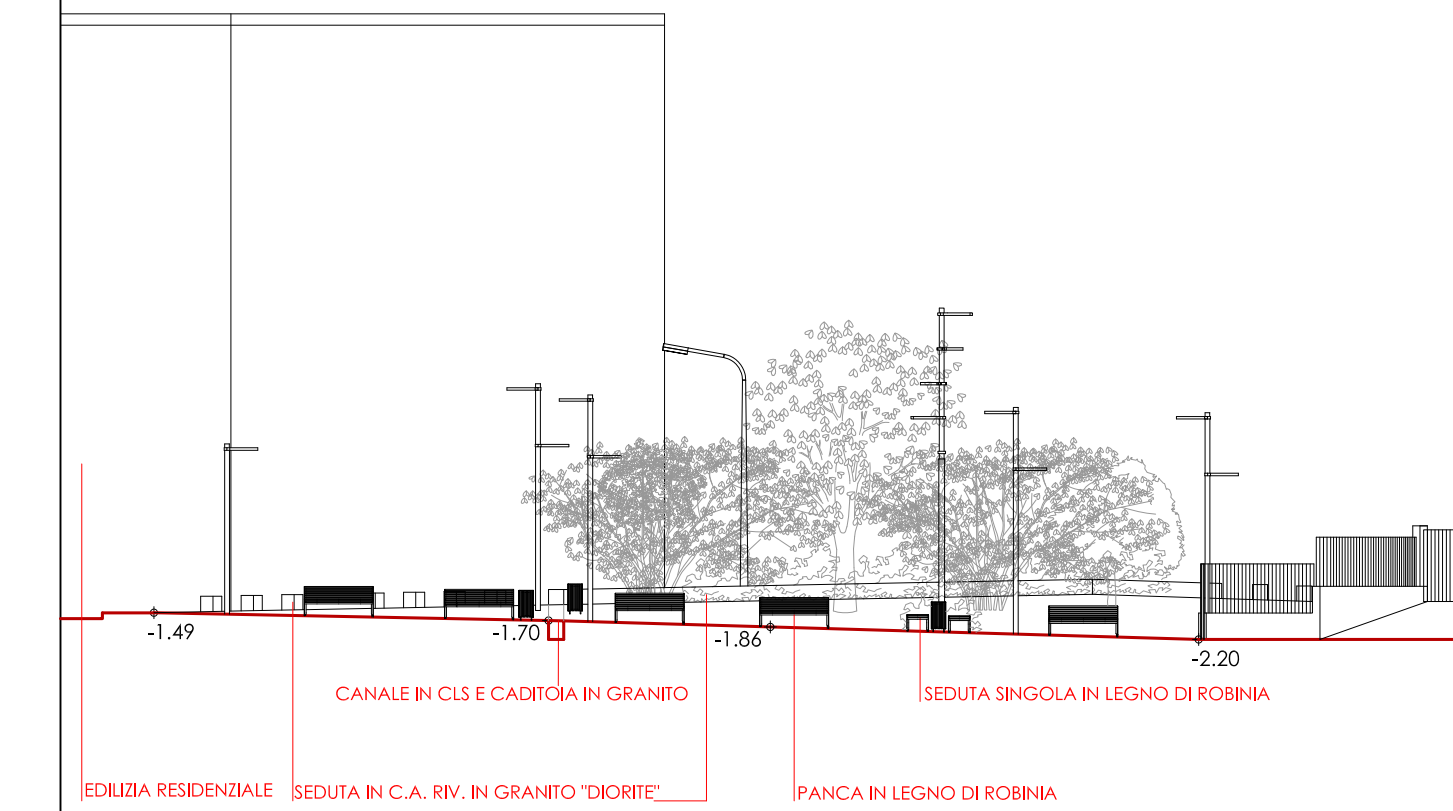 -1.49
-1.70
-1.86
-2.20
CANALE IN CLS E CADITOIA IN GRANITO
SEDUTA SINGOLA IN LEGNO DI ROBINIA
EDILIZIA RESIDENZIALE
SEDUTA IN C.A. RIV. IN GRANITO "DIORITE"
PANCA IN LEGNO DI ROBINIA